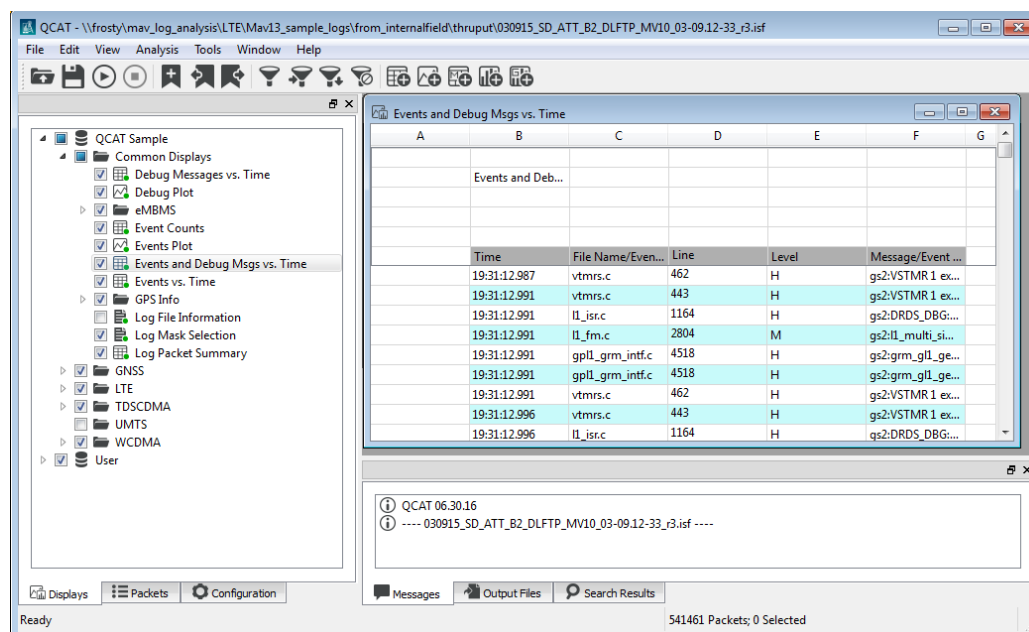 QCAT - \\frosty\mav_log_analysis\LTE\Mav13_sample_logs\from_internalfield\thruput\030915_SD_ATT_B2_DLFTP_MV10_03-09.12-33_r3.isf
File Edit View Analysis Tools Window Help
QCAT Sample
Common Displays
Debug Messages vs. Time
Debug Plot
eMBMS
Event Counts
Events Plot
Events and Debug Msgs vs. Time
Events vs. Time
GPS Info
Log File Information
Log Mask Selection
Log Packet Summary
GNSS
LTE
TDSCDMA
UMTS
WCDMA
User
Displays Packets Configuration
Events and Debug Msgs vs. Time
A B C D E F G
Events and Deb...
Time File Name/Even... Line Level Message/Event ...
19:31:12.987 vtmrs.c 462 H gs2:VSTMR 1 ex...
19:31:12.991 vtmrs.c 443 H gs2:VSTMR 1 ex...
19:31:12.991 l1_isr.c 1164 H gs2:DRDS_DBG:...
19:31:12.991 l1_fm.c 2804 M gs2:l1_multi_si...
19:31:12.991 gpl1_grm_intf.c 4518 H gs2:grm_gl1_ge...
19:31:12.991 gpl1_grm_intf.c 4518 H gs2:grm_gl1_ge...
19:31:12.991 vtmrs.c 462 H gs2:VSTMR 1 ex...
19:31:12.996 vtmrs.c 443 H gs2:VSTMR 1 ex...
19:31:12.996 l1_isr.c 1164 H gs2:DRDS_DBG:...
QCAT 06.30.16
---- 030915_SD_ATT_B2_DLFTP_MV10_03-09.12-33_r3.isf ----
Messages Output Files Search Results
Ready 541461 Packets; 0 Selected